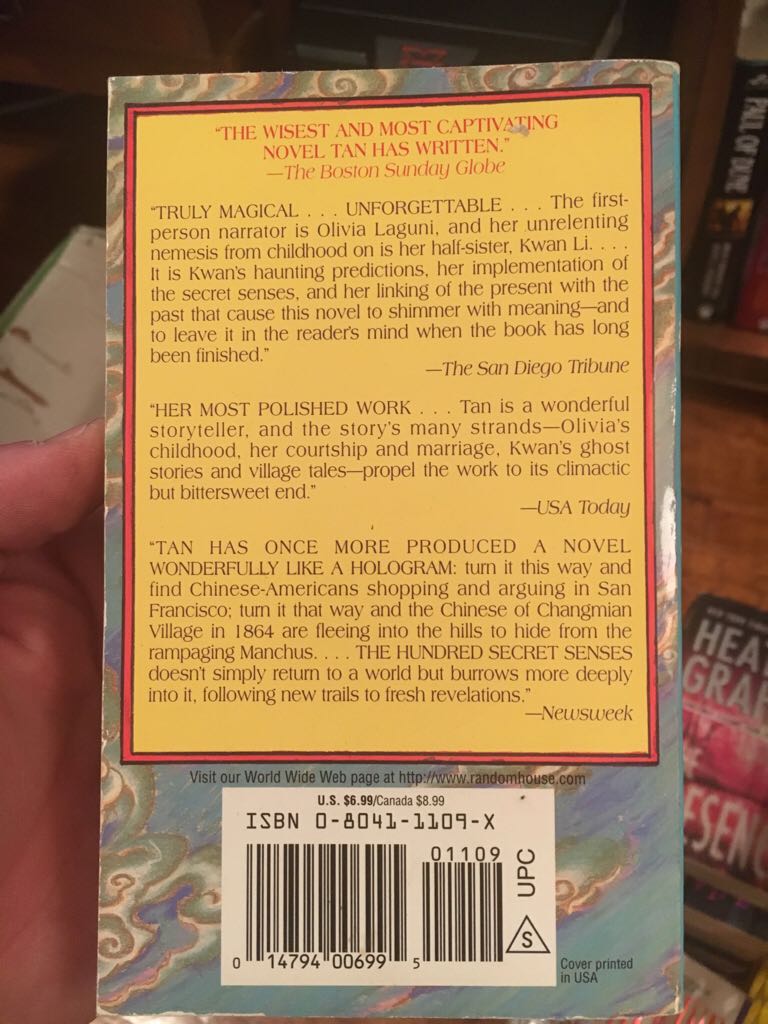 "THE WISEST AND MOST CAPTIVATING
NOVEL TAN HAS WRITTEN."
—The Boston Sunday Globe
"TRULY MAGICAL . . . UNFORGETTABLE . . . The first-
person narrator is Olivia Laguni, and her unrelenting
nemesis from childhood on is her half-sister, Kwan Li. . . .
It is Kwan's haunting predictions, her implementation of
the secret senses, and her linking of the present with the
past that cause this novel to shimmer with meaning—and
to leave it in the reader's mind when the book has long
been finished."
—The San Diego Tribune
"HER MOST POLISHED WORK . . . Tan is a wonderful
storyteller, and the story's many strands—Olivia's
childhood, her courtship and marriage, Kwan's ghost
stories and village tales—propel the work to its climactic
but bittersweet end."
—USA Today
"TAN HAS ONCE MORE PRODUCED A NOVEL
WONDERFULLY LIKE A HOLOGRAM: turn it this way and
find Chinese-Americans shopping and arguing in San
Francisco; turn it that way and the Chinese of Changmian
Village in 1864 are fleeing into the hills to hide from the
rampaging Manchus. . . . THE HUNDRED SECRET SENSES
doesn't simply return to a world but burrows more deeply
into it, following new trails to fresh revelations."
—Newsweek
Visit our World Wide Web page at http://www.randomhouse.com
U.S. $6.99/Canada $8.99
ISBN 0-8041-1109-X
01109
UPC
S
0 14794 00699 5
Cover printed
in USA
PAUL OF DUNE
HEAT
GRAH
ESENC